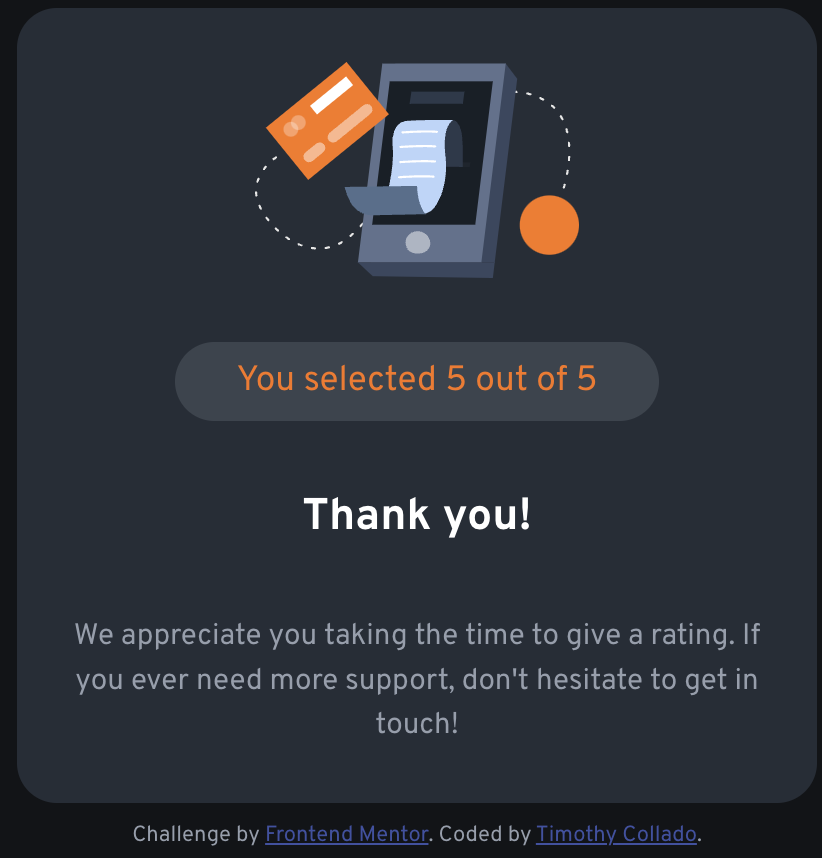 You selected 5 out of 5
Thank you!
We appreciate you taking the time to give a rating. If
you ever need more support, don't hesitate to get in
touch!
Challenge by Frontend Mentor. Coded by Timothy Collado.